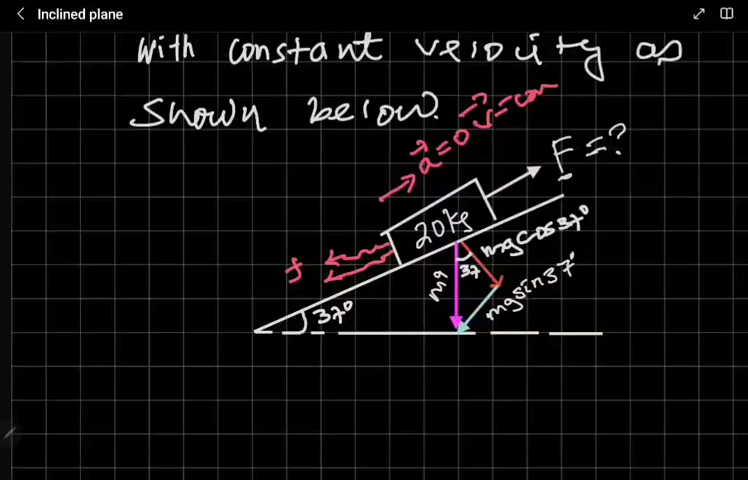 Inclined plane
with constant velocity as
shown below.
a=0 v=con
F=?
20kg
mgcos37°
f
mg
37
mgsin37°
37°